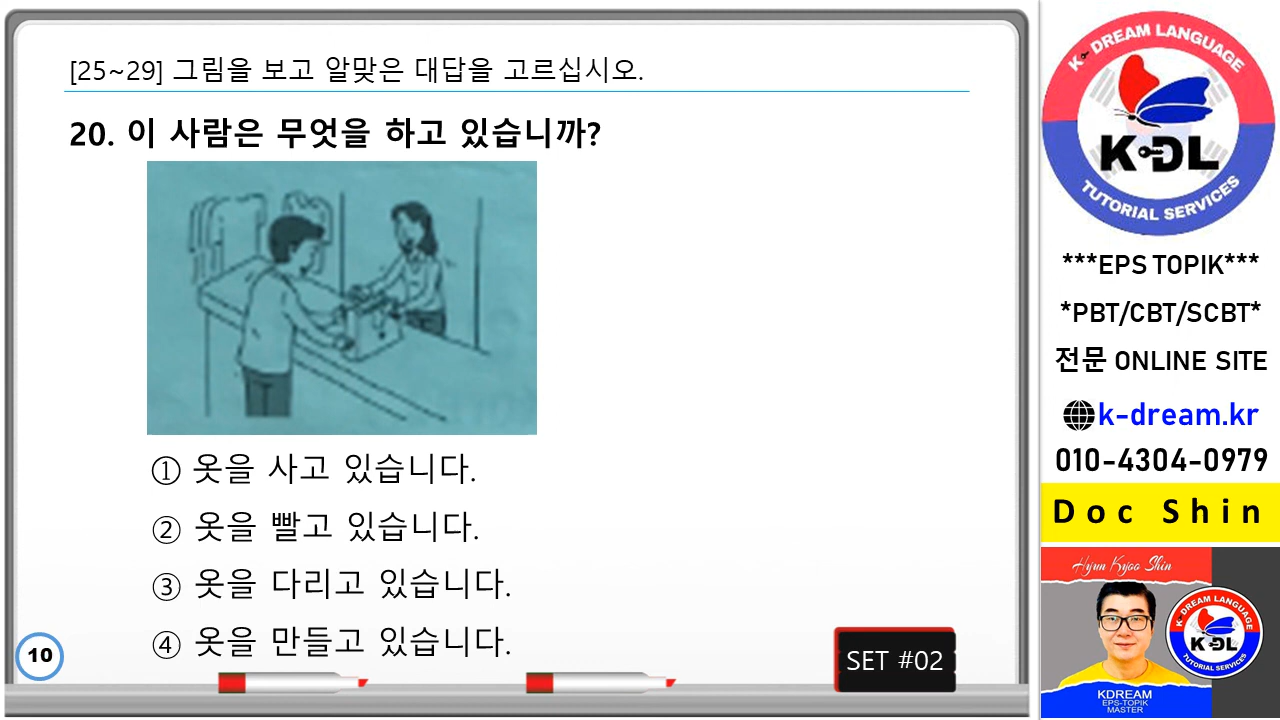 [25~29] 그림을 보고 알맞은 대답을 고르십시오.
20. 이 사람은 무엇을 하고 있습니까?
① 옷을 사고 있습니다.
② 옷을 빨고 있습니다.
③ 옷을 다리고 있습니다.
④ 옷을 만들고 있습니다.
10
SET #02
K-DREAM LANGUAGE
K-DL
TUTORIAL SERVICES
***EPS TOPIK***
*PBT/CBT/SCBT*
전문 ONLINE SITE
k-dream.kr
010-4304-0979
Doc Shin
Hyun Kyoo Shin
K-DREAM LANGUAGE
K-DL
TUTORIAL SERVICES
KDREAM
EPS-TOPIK
MASTER